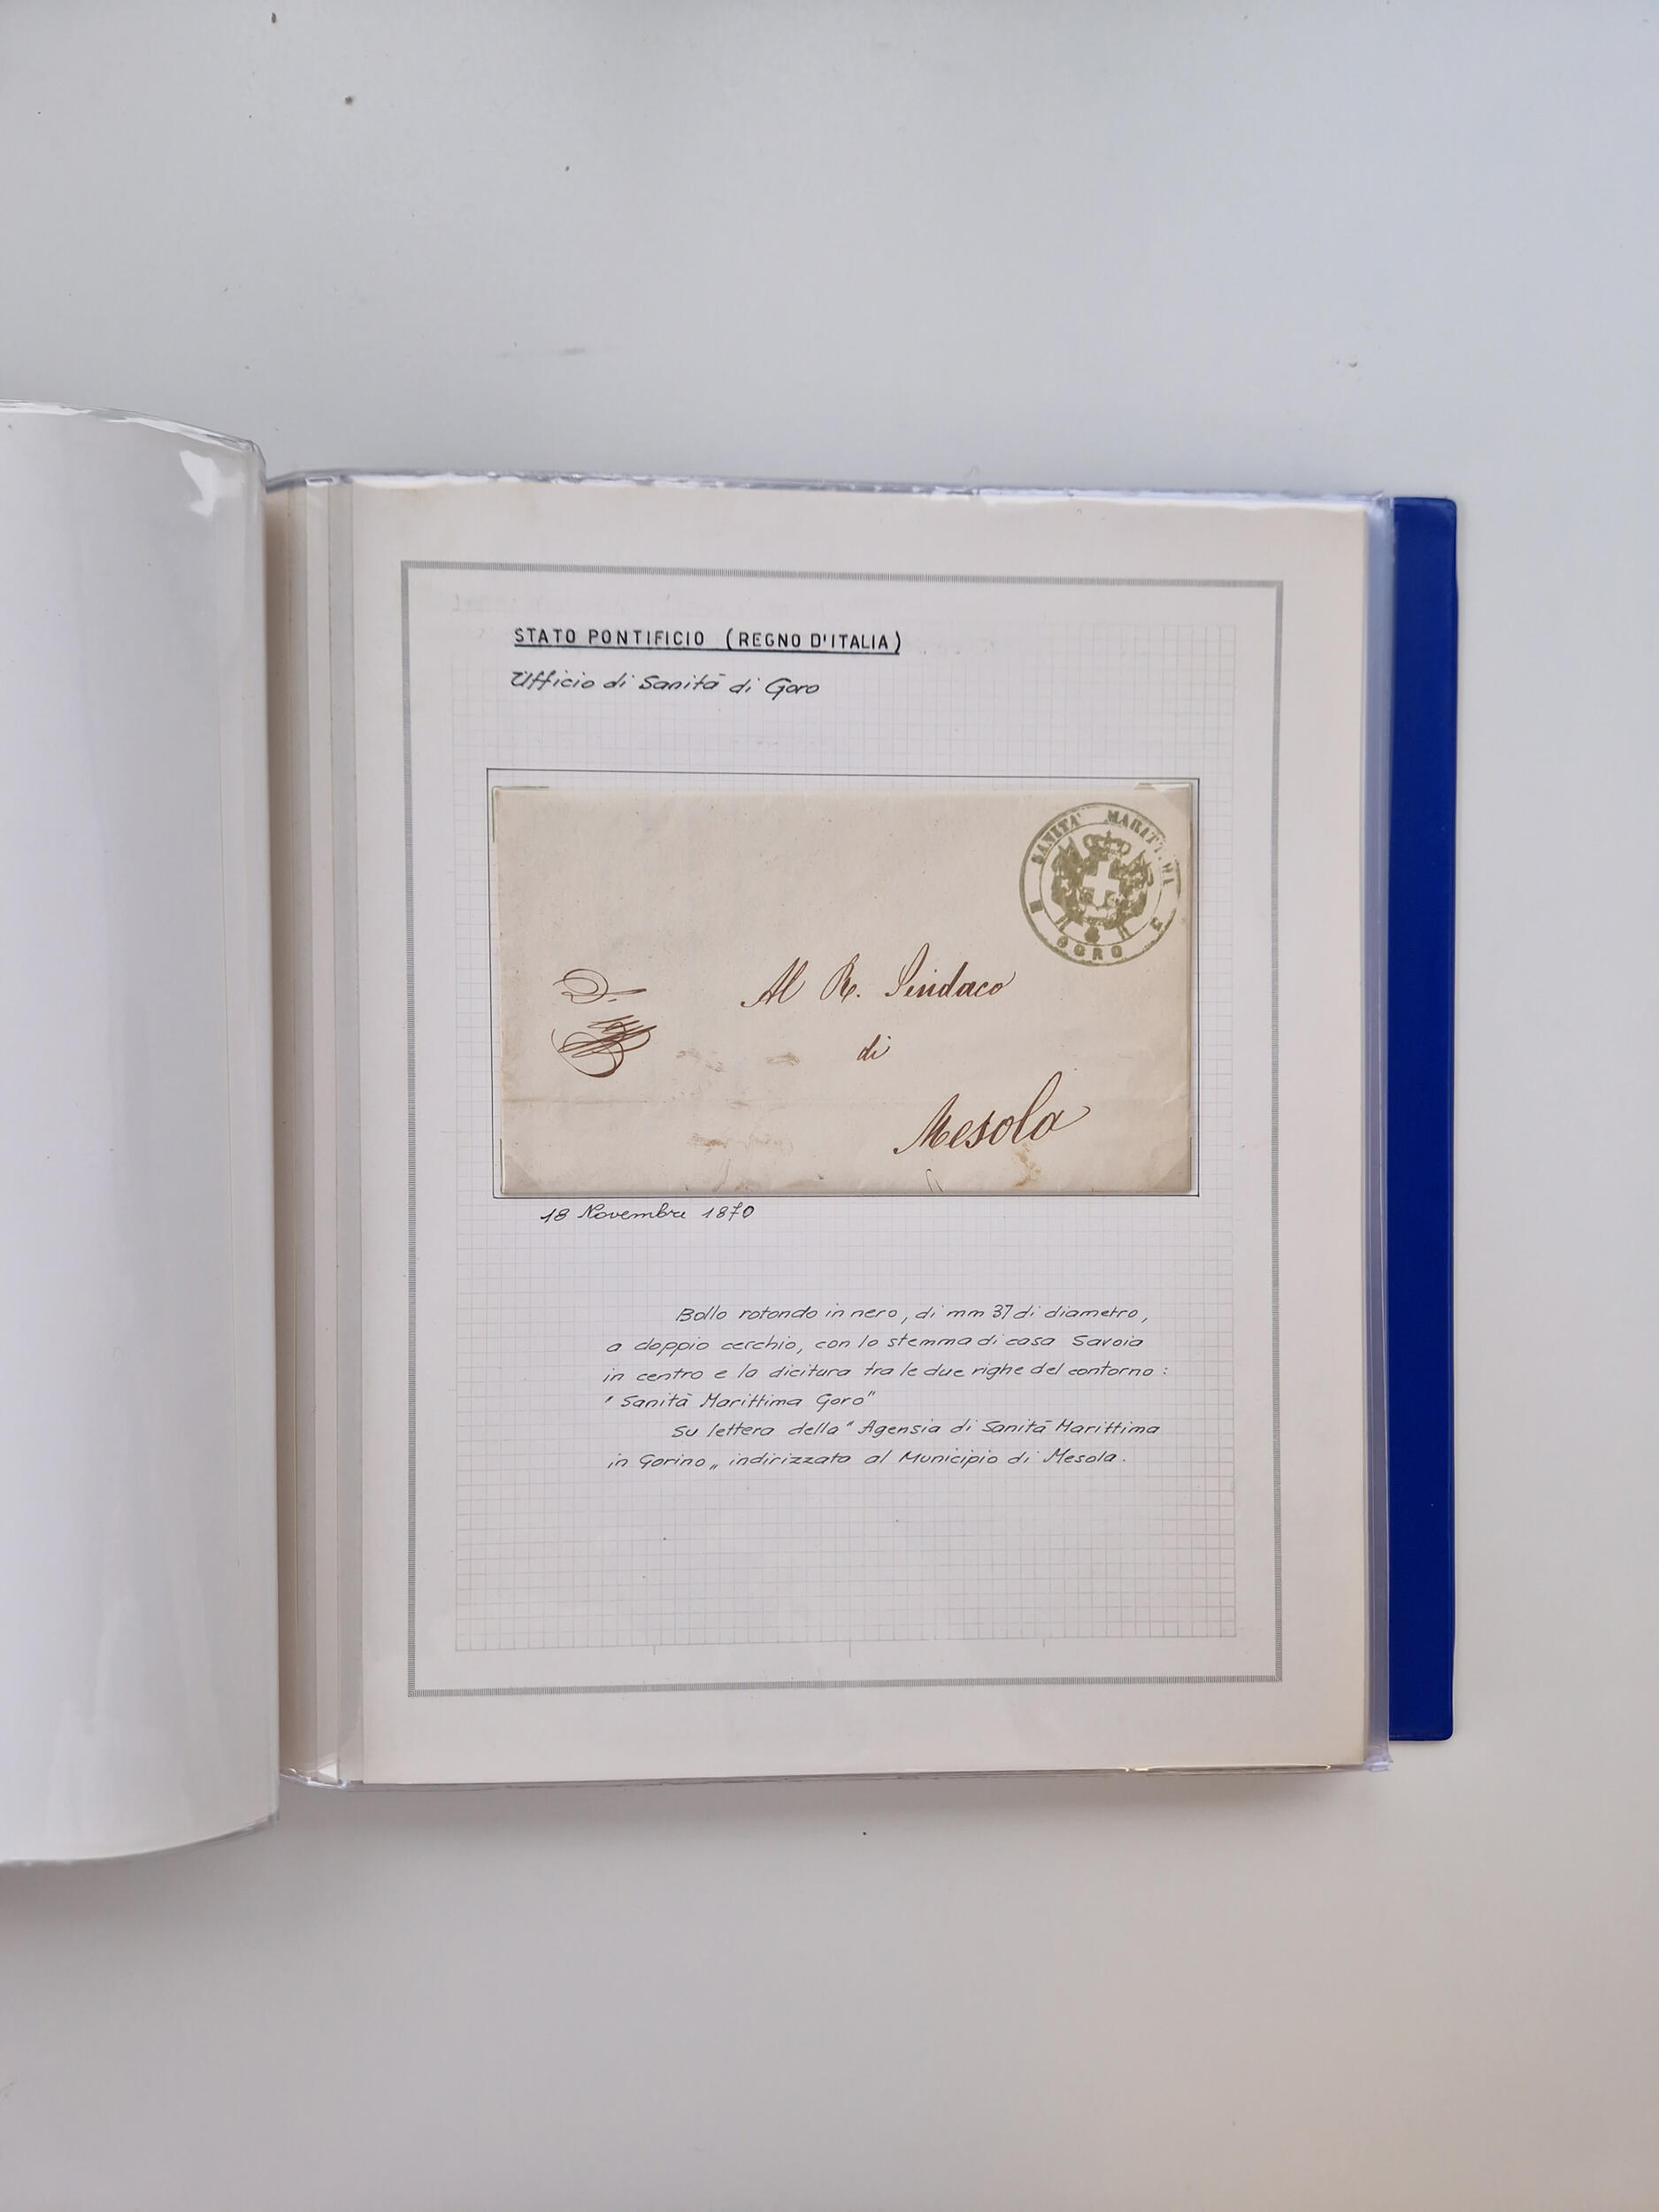 STATO PONTIFICIO (REGNO D'ITALIA)
Ufficio di Sanità di Goro
SANITA' MARITTIMA
GORO
Al R. Sindaco
di
Mesola
18 Novembre 1870
Bollo rotondo in nero, di mm 37 di diametro,
a doppio cerchio, con lo stemma di casa Savoia
in centro e la dicitura tra le due righe del contorno:
"Sanità Marittima Goro"
Su lettera della "Agensia di Sanità Marittima
in Gorino„ indirizzata al Municipio di Mesola.